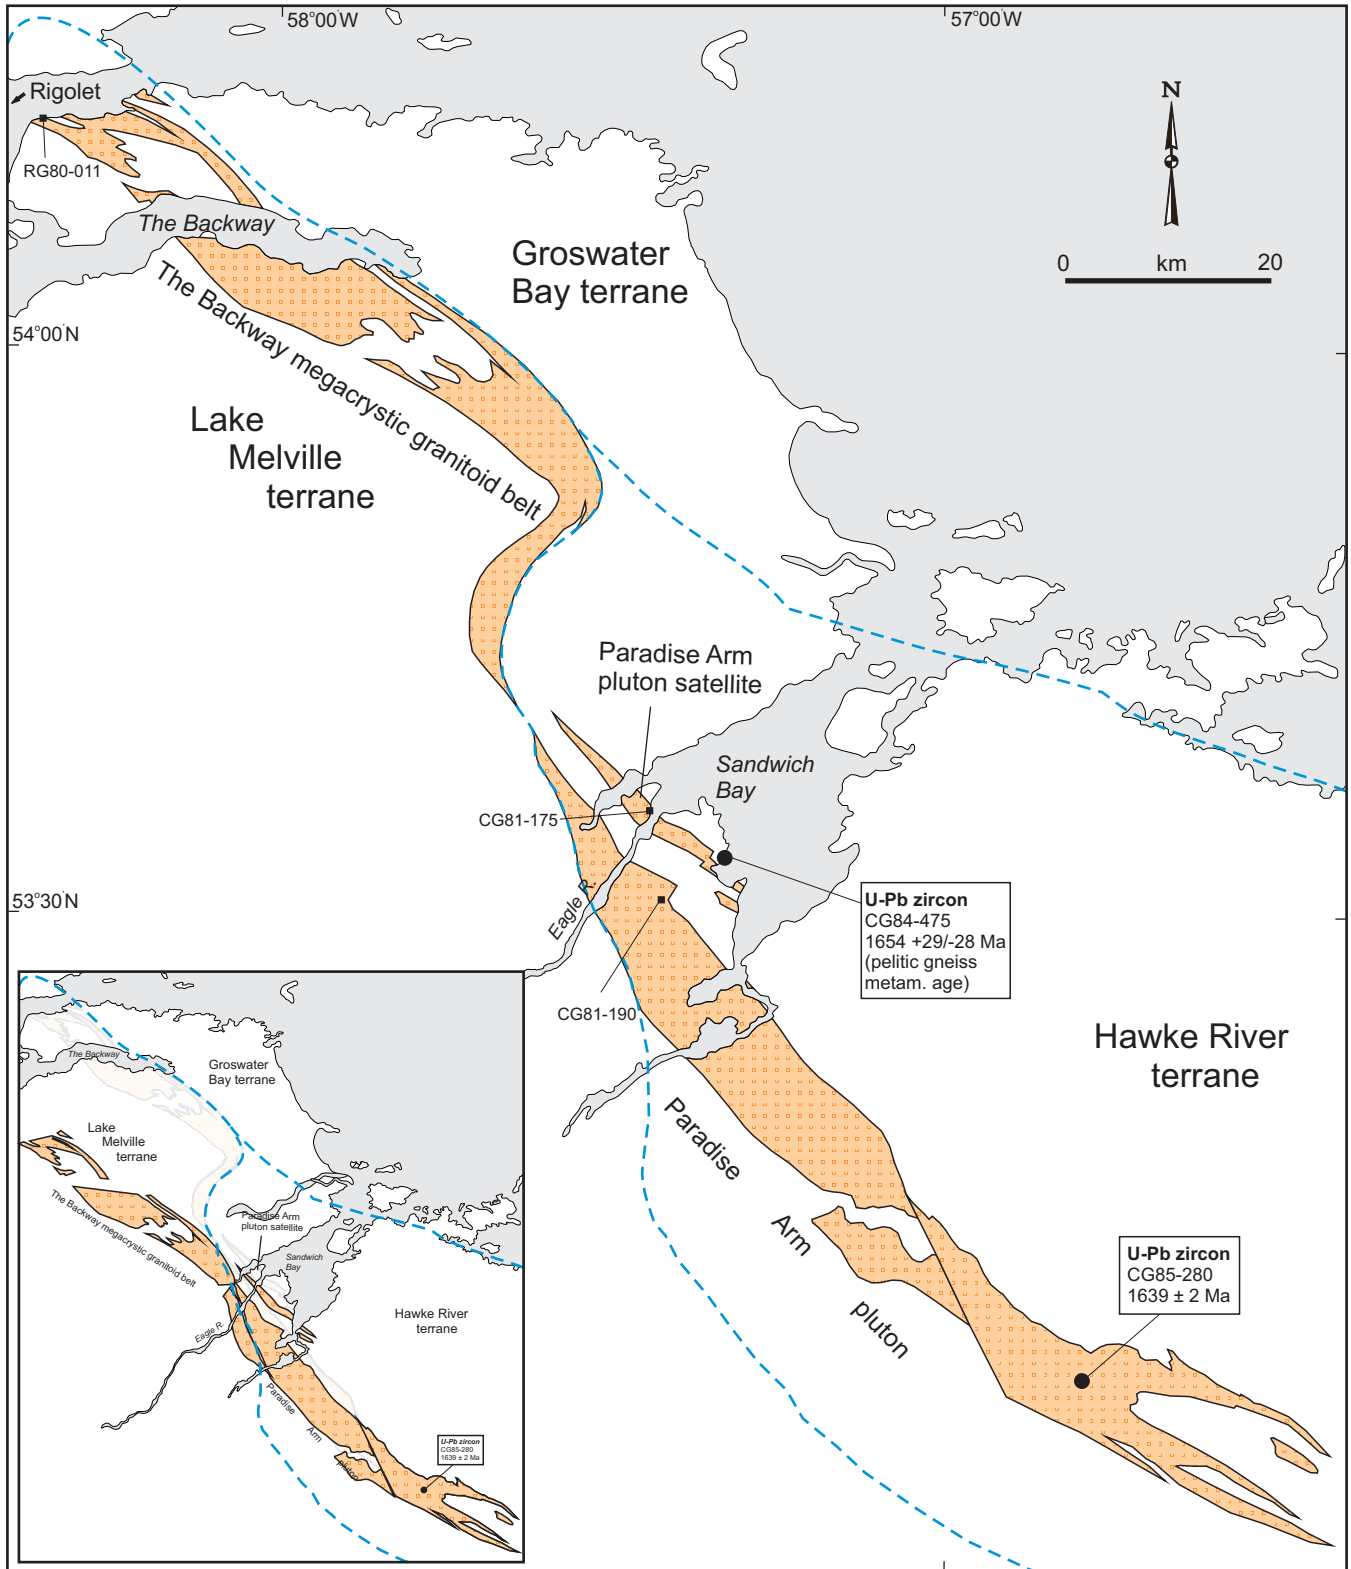 58°00'W
57°00'W
Rigolet
RG80-011
N
The Backway
Groswater
Bay terrane
0 km 20
54°00'N
The Backway megacrystic granitoid belt
Lake
Melville
terrane
Paradise Arm
pluton satellite
Sandwich
Bay
CG81-175
Eagle R.
53°30'N
U-Pb zircon
CG84-475
1654 +29/-28 Ma
(pelitic gneiss
metam. age)
CG81-190
Hawke River
terrane
Paradise
Arm
pluton
U-Pb zircon
CG85-280
1639 ± 2 Ma
The Backway
Groswater
Bay terrane
Lake
Melville
terrane
The Backway megacrystic granitoid belt
Paradise Arm
pluton satellite
Sandwich
Bay
Eagle R.
Hawke River
terrane
Paradise
Arm
pluton
U-Pb zircon
CG85-280
1639 ± 2 Ma